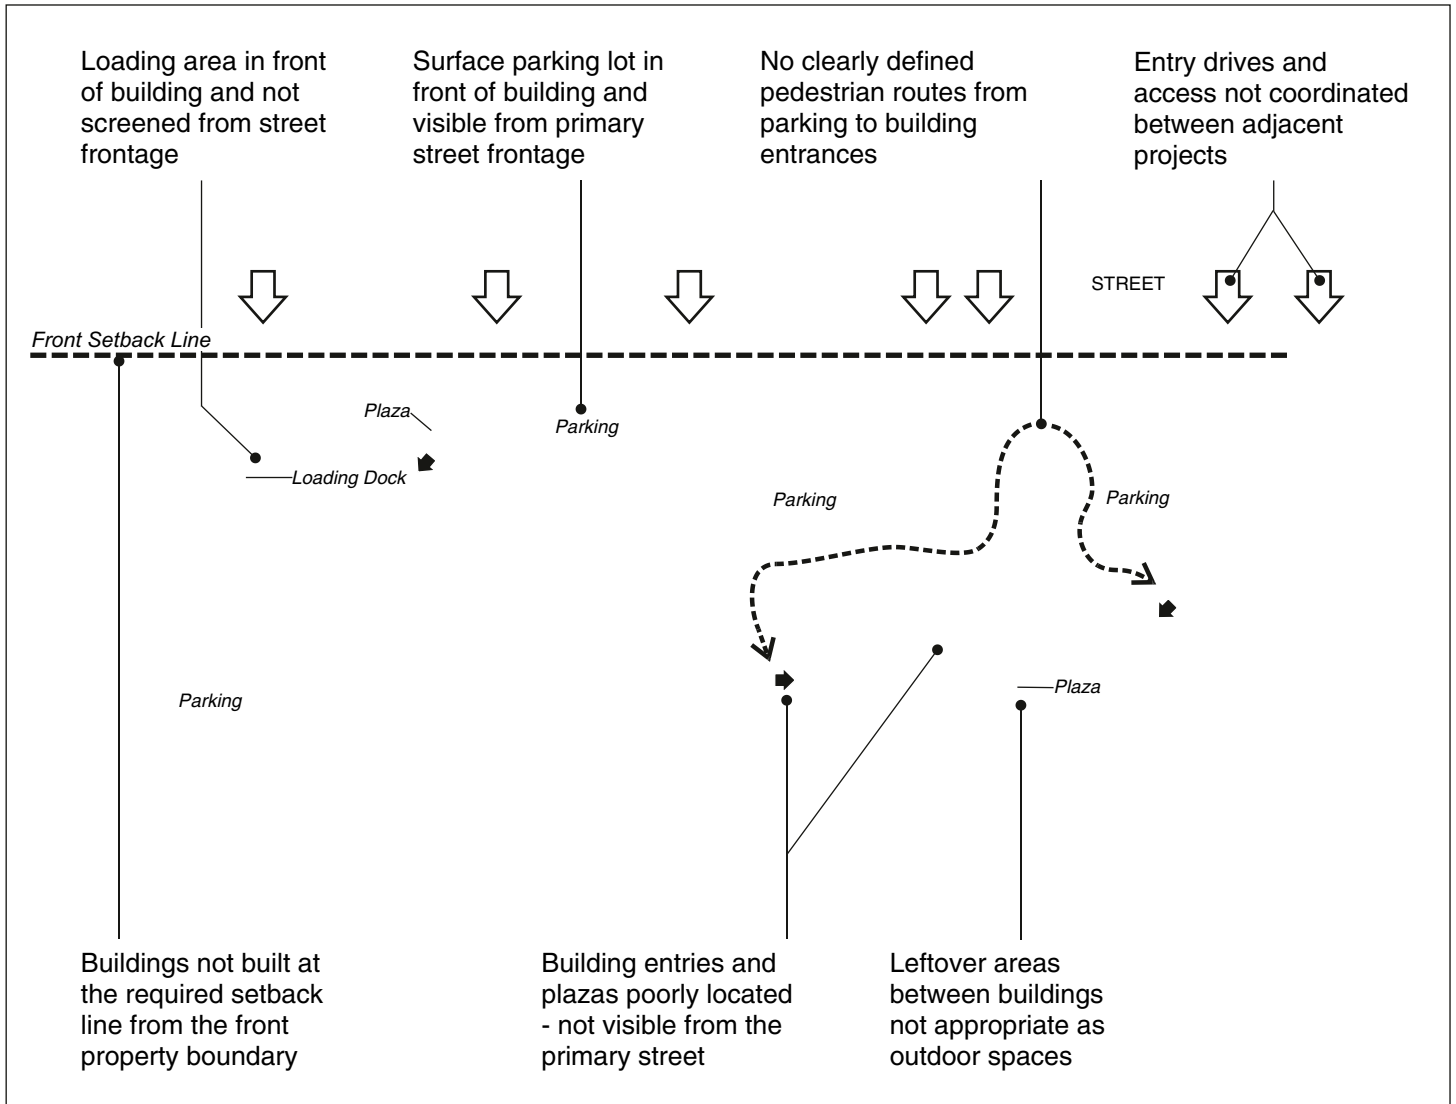 Loading area in front
of building and not
screened from street
frontage
Surface parking lot in
front of building and
visible from primary
street frontage
No clearly defined
pedestrian routes from
parking to building
entrances
Entry drives and
access not coordinated
between adjacent
projects
STREET
Front Setback Line
Plaza
Parking
Loading Dock
Parking
Parking
Plaza
Parking
Buildings not built at
the required setback
line from the front
property boundary
Building entries and
plazas poorly located
- not visible from the
primary street
Leftover areas
between buildings
not appropriate as
outdoor spaces